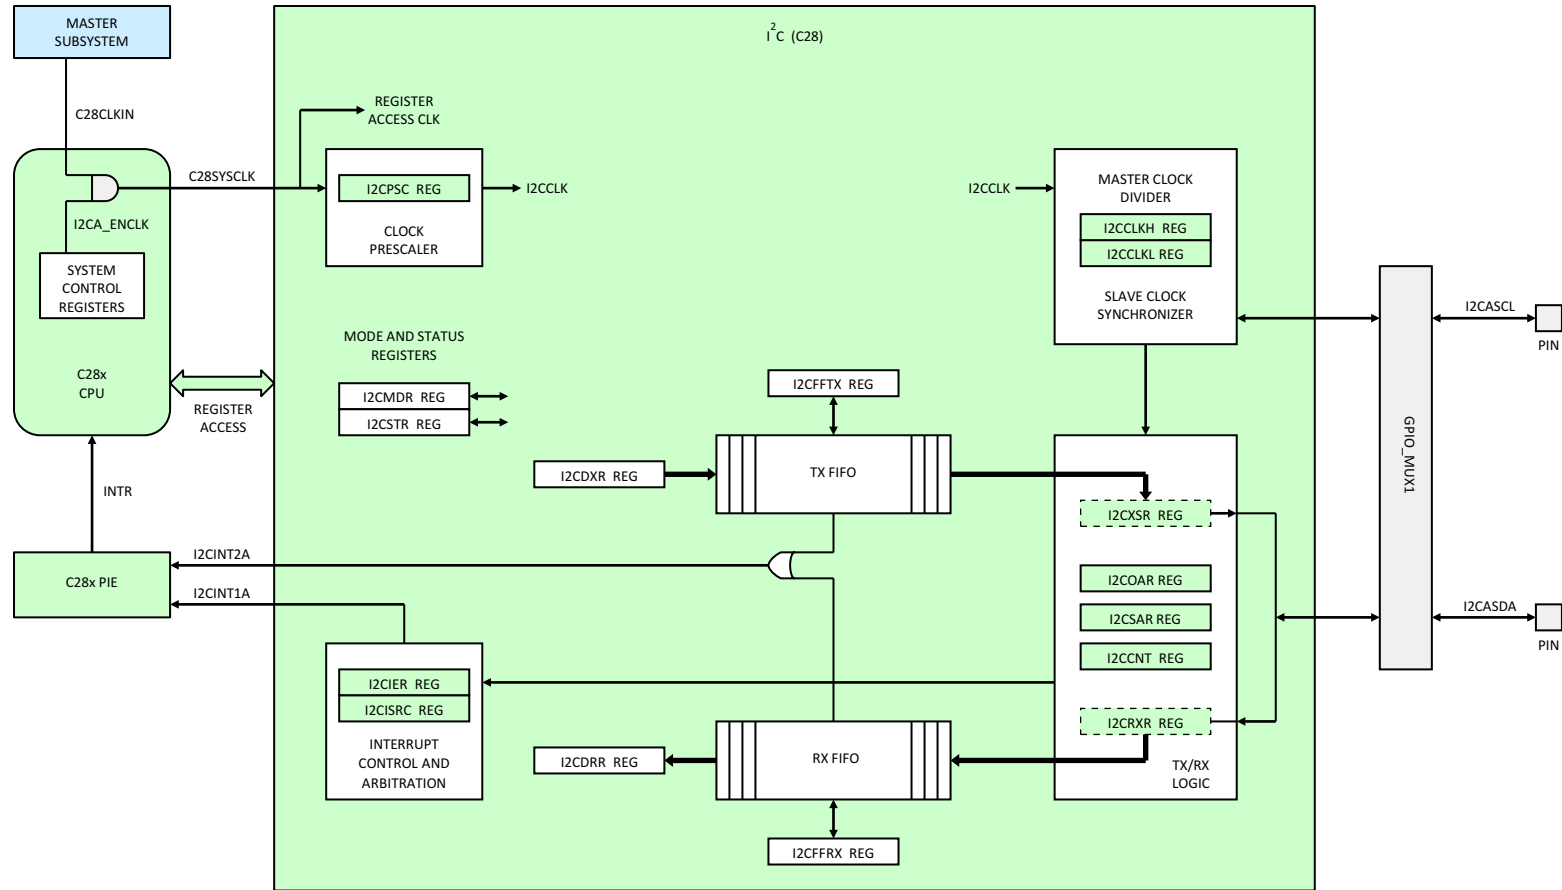 MASTER
SUBSYSTEM
I2C (C28)
C28CLKIN
REGISTER
ACCESS CLK
C28SYSCLK
I2CPSC REG
CLOCK
PRESCALER
I2CCLK
I2CCLK
MASTER CLOCK
DIVIDER
I2CCLKH REG
I2CCLKL REG
SLAVE CLOCK
SYNCHRONIZER
I2CA_ENCLK
SYSTEM
CONTROL
REGISTERS
C28x
CPU
REGISTER
ACCESS
MODE AND STATUS
REGISTERS
I2CMDR REG
I2CSTR REG
I2CFFTX REG
I2CDXR REG
TX FIFO
I2CXSR REG
I2COAR REG
I2CSAR REG
I2CCNT REG
I2CRXR REG
TX/RX
LOGIC
GPIO_MUX1
I2CASCL
PIN
I2CASDA
PIN
INTR
C28x PIE
I2CINT2A
I2CINT1A
I2CIER REG
I2CISRC REG
INTERRUPT
CONTROL AND
ARBITRATION
I2CDRR REG
RX FIFO
I2CFFRX REG